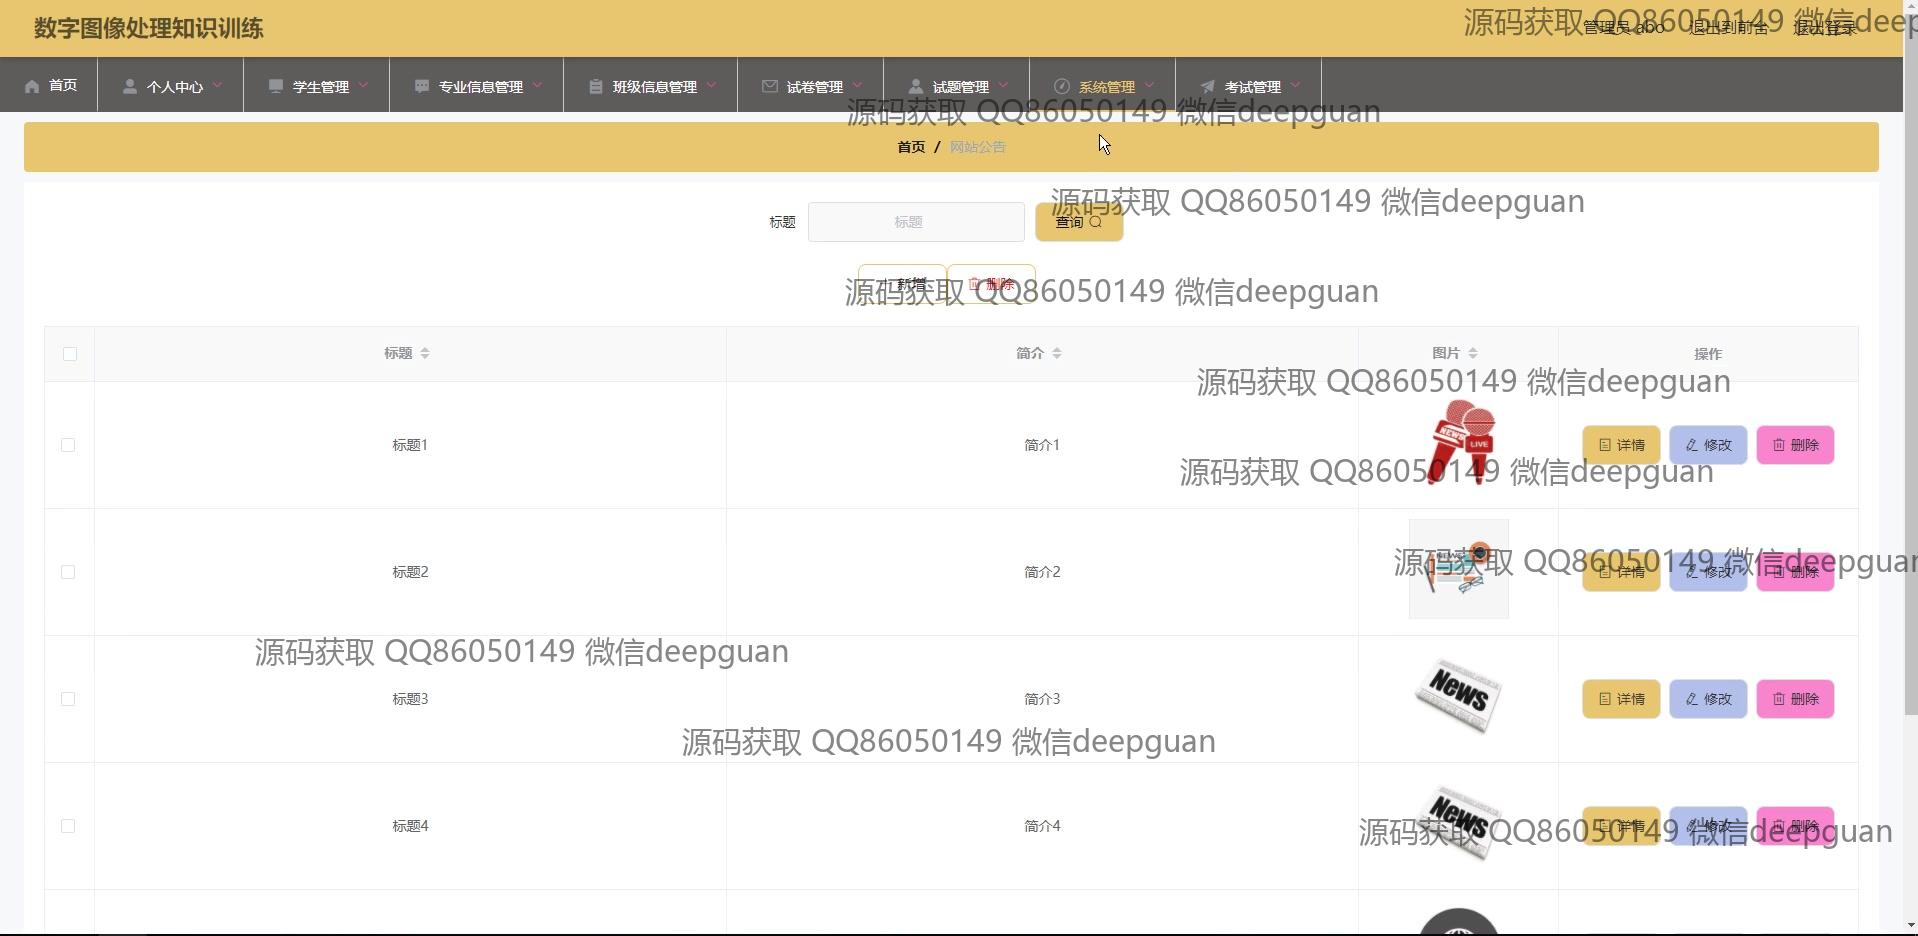 数字图像处理知识训练
管理员 abo 退出到前台 退出登录
源码获取 QQ86050149 微信deep
首页 个人中心 学生管理 专业信息管理 班级信息管理 试卷管理 试题管理 系统管理 考试管理
源码获取 QQ86050149 微信deepguan
首页 / 网站公告
源码获取 QQ86050149 微信deepguan
标题 标题 查询
新增 删除
源码获取 QQ86050149 微信deepguan
标题 简介 图片 操作
源码获取 QQ86050149 微信deepguan
标题1 简介1 NEWS LIVE 详情 修改 删除
源码获取 QQ86050149 微信deepguan
源码获取 QQ86050149 微信deepguan
标题2 简介2 NEWS 详情 修改 删除
源码获取 QQ86050149 微信deepguan
标题3 简介3 News 详情 修改 删除
源码获取 QQ86050149 微信deepguan
标题4 简介4 News 详情 修改 删除
源码获取 QQ86050149 微信deepguan